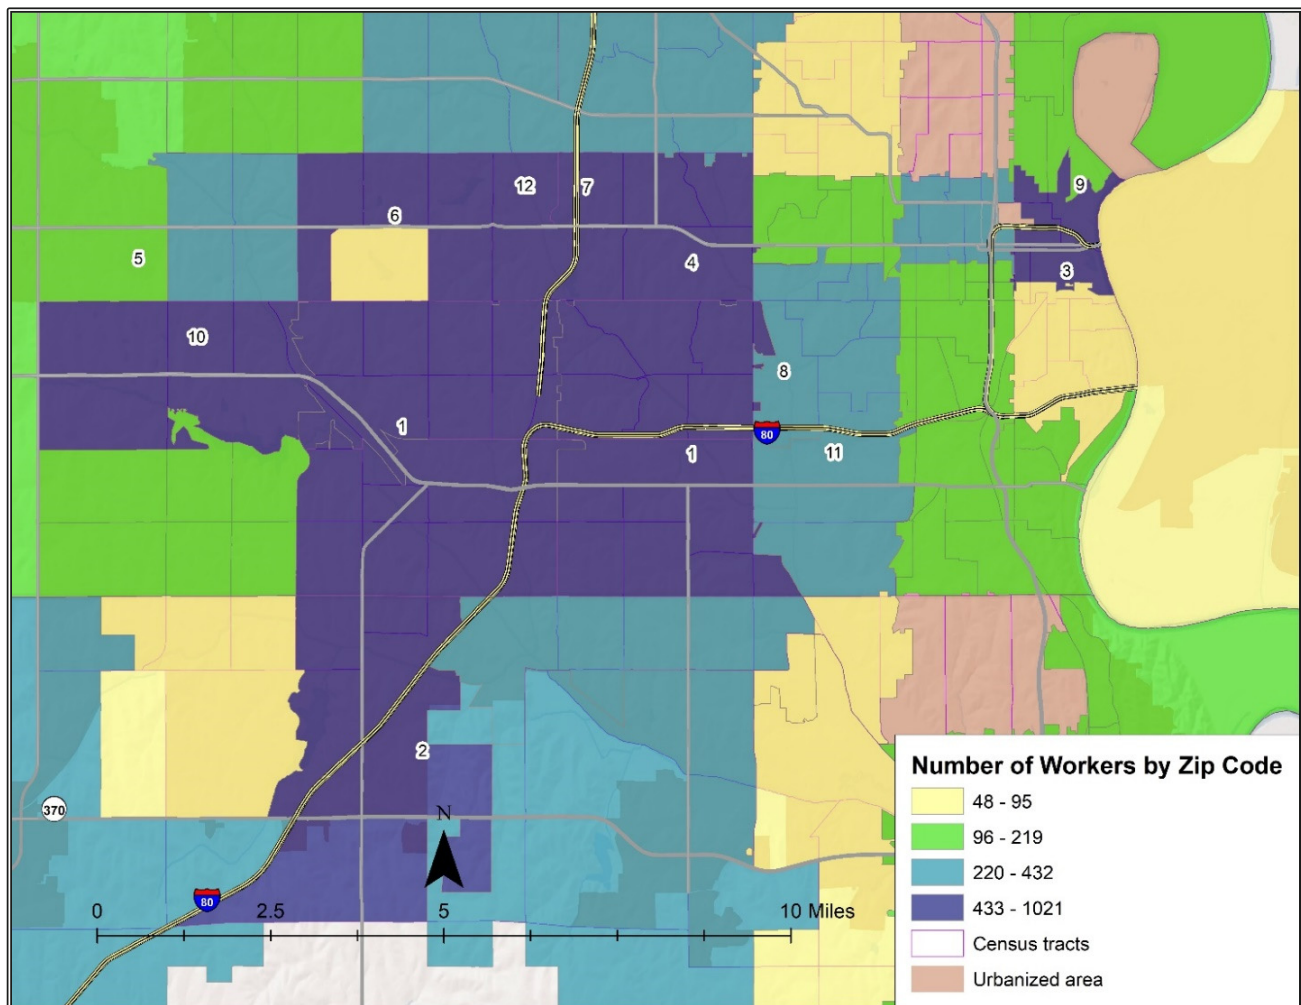 12
7
9
6
5
4
3
10
8
1
80
1
11
2
N
370
80
0
2.5
5
10 Miles
Number of Workers by Zip Code
48 - 95
96 - 219
220 - 432
433 - 1021
Census tracts
Urbanized area